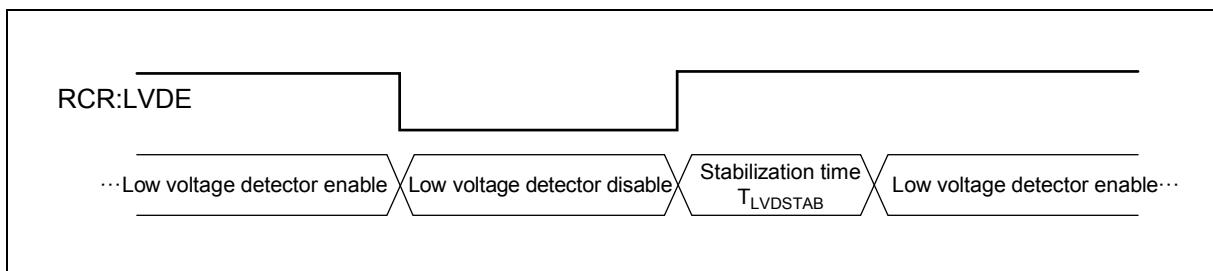 RCR:LVDE
···Low voltage detector enable
Low voltage detector disable
Stabilization time
TLVDSTAB
Low voltage detector enable···